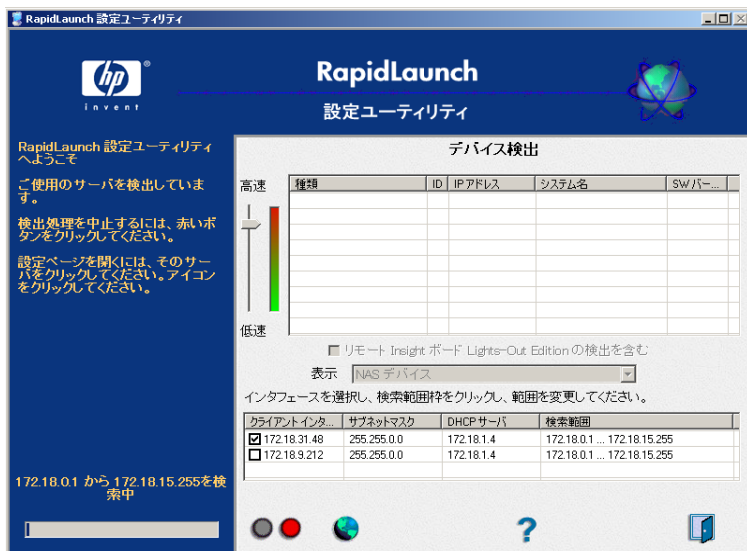 RapidLaunch 設定ユーティリティ
hp
invent
RapidLaunch
設定ユーティリティ
RapidLaunch 設定ユーティリティ
へようこそ
ご使用のサーバを検出していま
す。
検出処理を中止するには、赤いボ
タンをクリックしてください。
設定ページを開くには、そのサー
バをクリックしてください。アイコン
をクリックしてください。
172.18.0.1 から 172.18.15.255を検
索中
デバイス検出
高速
低速
種類 ID IPアドレス システム名 SW バー...
リモート Insight ボード Lights-Out Edition の検出を含む
表示 NAS デバイス
インタフェースを選択し、検索範囲枠をクリックし、範囲を変更してください。
クライアント インタ... サブネットマスク DHCP サーバ 検索範囲
172.18.31.48 255.255.0.0 172.18.1.4 172.18.0.1 ... 172.18.15.255
172.18.9.212 255.255.0.0 172.18.1.4 172.18.0.1 ... 172.18.15.255
?